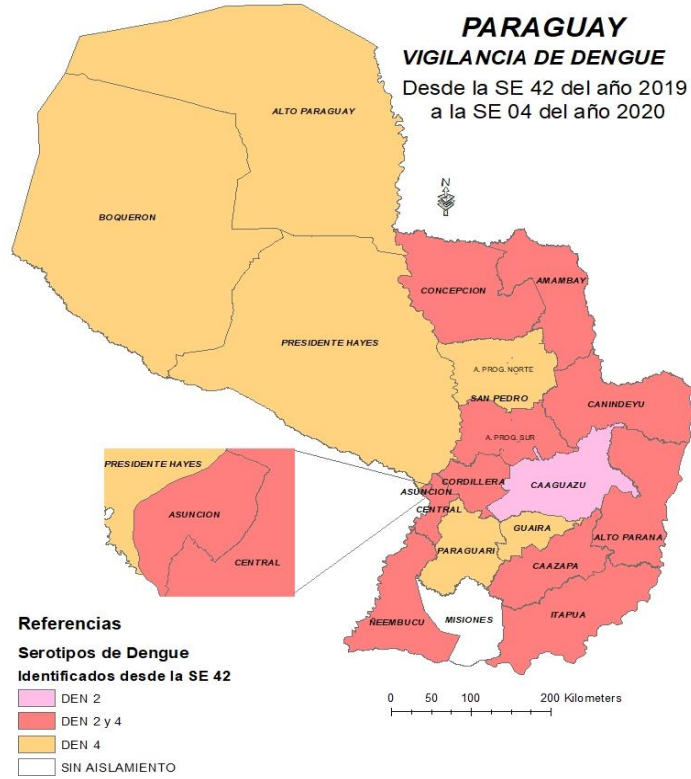 PARAGUAY
VIGILANCIA DE DENGUE
Desde la SE 42 del año 2019
a la SE 04 del año 2020
N
ALTO PARAGUAY
BOQUERON
CONCEPCION
AMAMBAY
PRESIDENTE HAYES
A. PROG. NORTE
SAN PEDRO
CANINDEYU
A. PROG. SUR
PRESIDENTE HAYES
ASUNCION
CENTRAL
CORDILLERA
CAAGUAZU
ASUNCION
CENTRAL
GUAIRA
ALTO PARANA
PARAGUARI
CAAZAPA
ÑEEMBUCU
MISIONES
ITAPUA
Referencias
Serotipos de Dengue
Identificados desde la SE 42
DEN 2
DEN 2 y 4
DEN 4
SIN AISLAMIENTO
0 50 100 200 Kilometers